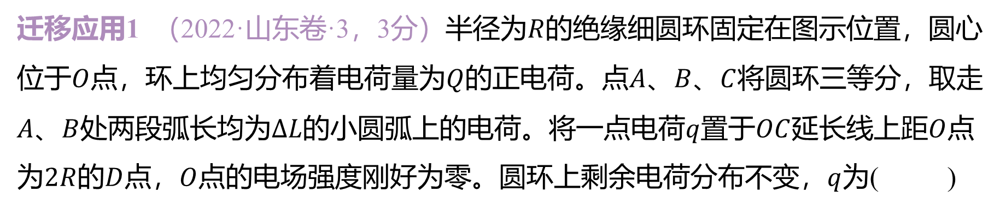 迁移应用1 （2022·山东卷·3，3分）半径为R的绝缘细圆环固定在图示位置，圆心
位于O点，环上均匀分布着电荷量为Q的正电荷。点A、B、C将圆环三等分，取走
A、B处两段弧长均为ΔL的小圆弧上的电荷。将一点电荷q置于OC延长线上距O点
为2R的D点，O点的电场强度刚好为零。圆环上剩余电荷分布不变，q为( )